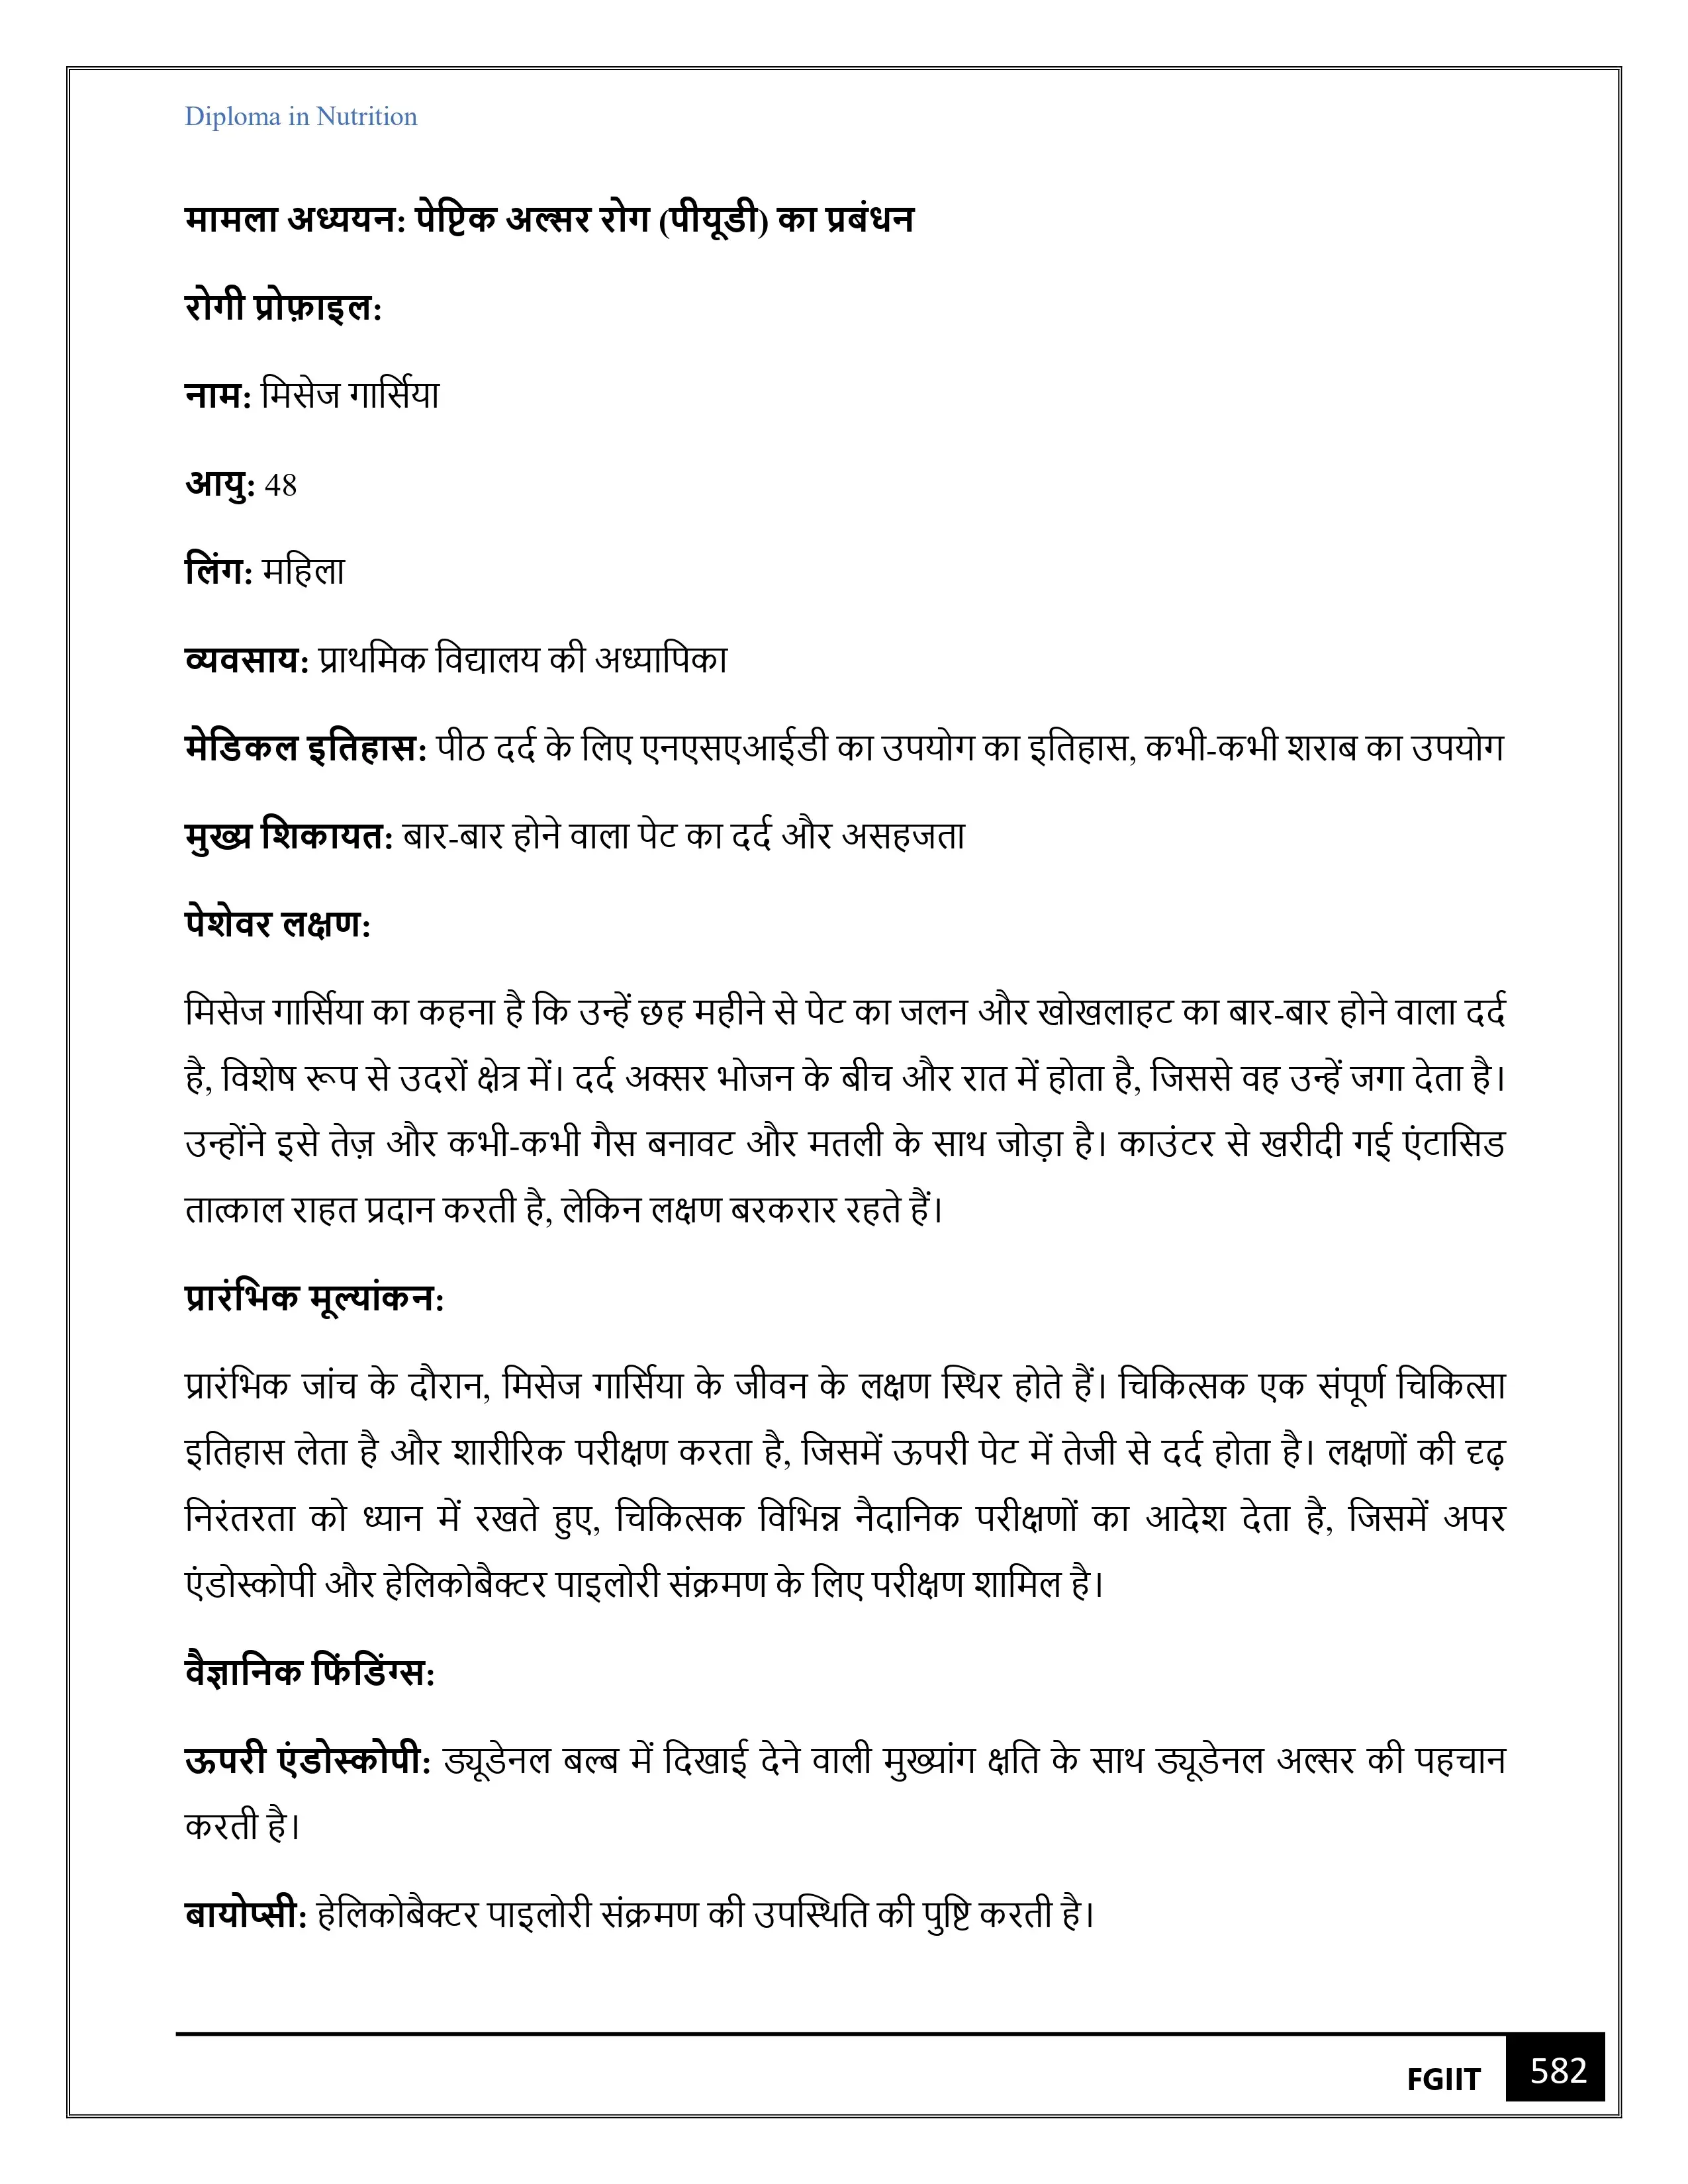 Diploma in Nutrition
मामला अध्ययन: पेप्टिक अल्सर रोग (पीयूडी) का प्रबंधन
रोगी प्रोफ़ाइल:
नाम: मिसेज गार्सिया
आयु: 48
लिंग: महिला
व्यवसाय: प्राथमिक विद्यालय की अध्यापिका
मेडिकल इतिहास: पीठ दर्द के लिए एनएसएआईडी का उपयोग का इतिहास, कभी-कभी शराब का उपयोग
मुख्य शिकायत: बार-बार होने वाला पेट का दर्द और असहजता
पेशेवर लक्षण:
मिसेज गार्सिया का कहना है कि उन्हें छह महीने से पेट का जलन और खोखलाहट का बार-बार होने वाला दर्द
है, विशेष रूप से उदरों क्षेत्र में। दर्द अक्सर भोजन के बीच और रात में होता है, जिससे वह उन्हें जगा देता है।
उन्होंने इसे तेज़ और कभी-कभी गैस बनावट और मतली के साथ जोड़ा है। काउंटर से खरीदी गई एंटासिड
तात्काल राहत प्रदान करती है, लेकिन लक्षण बरकरार रहते हैं।
प्रारंभिक मूल्यांकन:
प्रारंभिक जांच के दौरान, मिसेज गार्सिया के जीवन के लक्षण स्थिर होते हैं। चिकित्सक एक संपूर्ण चिकित्सा
इतिहास लेता है और शारीरिक परीक्षण करता है, जिसमें ऊपरी पेट में तेजी से दर्द होता है। लक्षणों की दृढ़
निरंतरता को ध्यान में रखते हुए, चिकित्सक विभिन्न नैदानिक परीक्षणों का आदेश देता है, जिसमें अपर
एंडोस्कोपी और हेलिकोबैक्टर पाइलोरी संक्रमण के लिए परीक्षण शामिल है।
वैज्ञानिक फिंडिंग्स:
ऊपरी एंडोस्कोपी: ड्यूडेनल बल्ब में दिखाई देने वाली मुख्यांग क्षति के साथ ड्यूडेनल अल्सर की पहचान
करती है।
बायोप्सी: हेलिकोबैक्टर पाइलोरी संक्रमण की उपस्थिति की पुष्टि करती है।
FGIIT 582